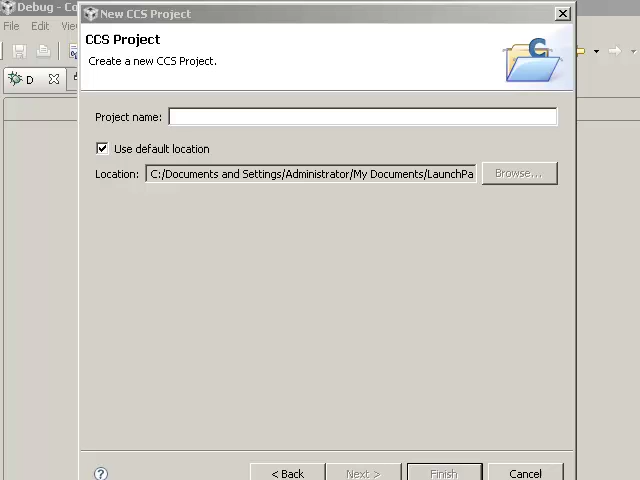 Debug - Co
New CCS Project
File Edit Vie
CCS Project
Create a new CCS Project.
D
Project name:
Use default location
Location: C:/Documents and Settings/Administrator/My Documents/LaunchPa Browse...
? < Back Next > Finish Cancel